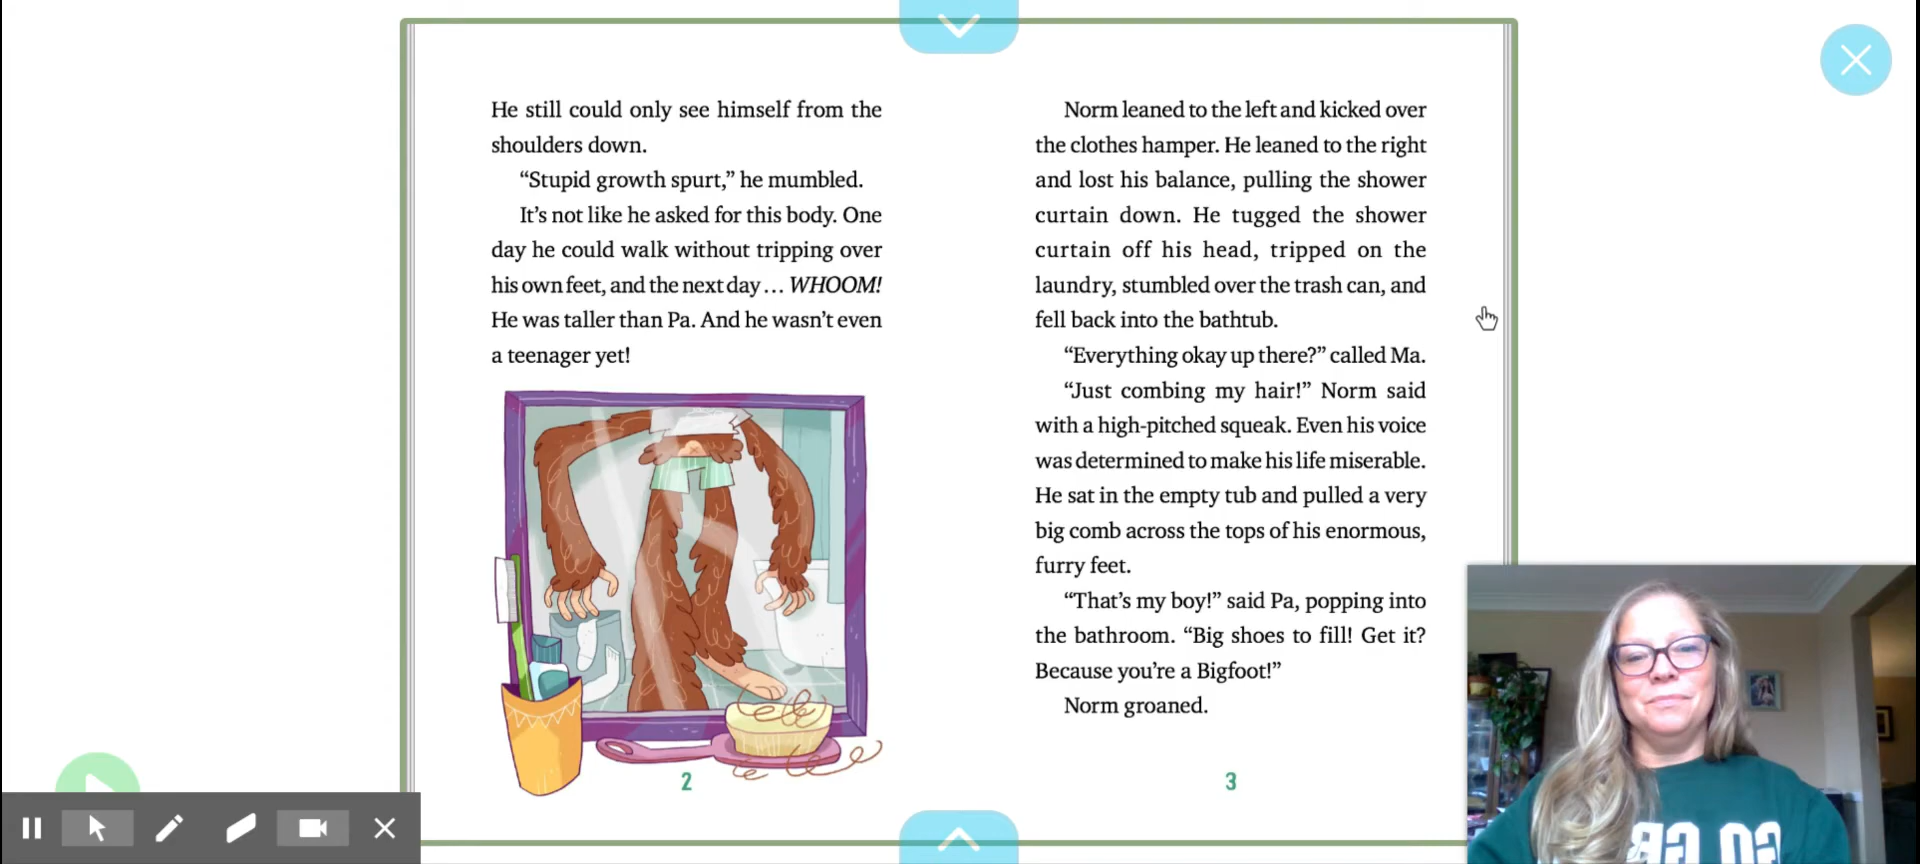 He still could only see himself from the
shoulders down.
“Stupid growth spurt,” he mumbled.
It’s not like he asked for this body. One
day he could walk without tripping over
his own feet, and the next day … WHOOM!
He was taller than Pa. And he wasn’t even
a teenager yet!
2
Norm leaned to the left and kicked over
the clothes hamper. He leaned to the right
and lost his balance, pulling the shower
curtain down. He tugged the shower
curtain off his head, tripped on the
laundry, stumbled over the trash can, and
fell back into the bathtub.
“Everything okay up there?” called Ma.
“Just combing my hair!” Norm said
with a high-pitched squeak. Even his voice
was determined to make his life miserable.
He sat in the empty tub and pulled a very
big comb across the tops of his enormous,
furry feet.
“That’s my boy!” said Pa, popping into
the bathroom. “Big shoes to fill! Get it?
Because you’re a Bigfoot!”
Norm groaned.
3